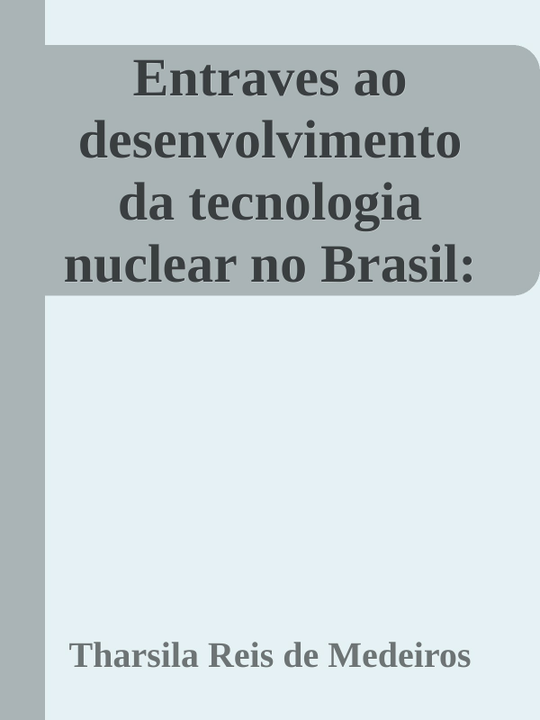 Entraves ao
desenvolvimento
da tecnologia
nuclear no Brasil:
Tharsila Reis de Medeiros